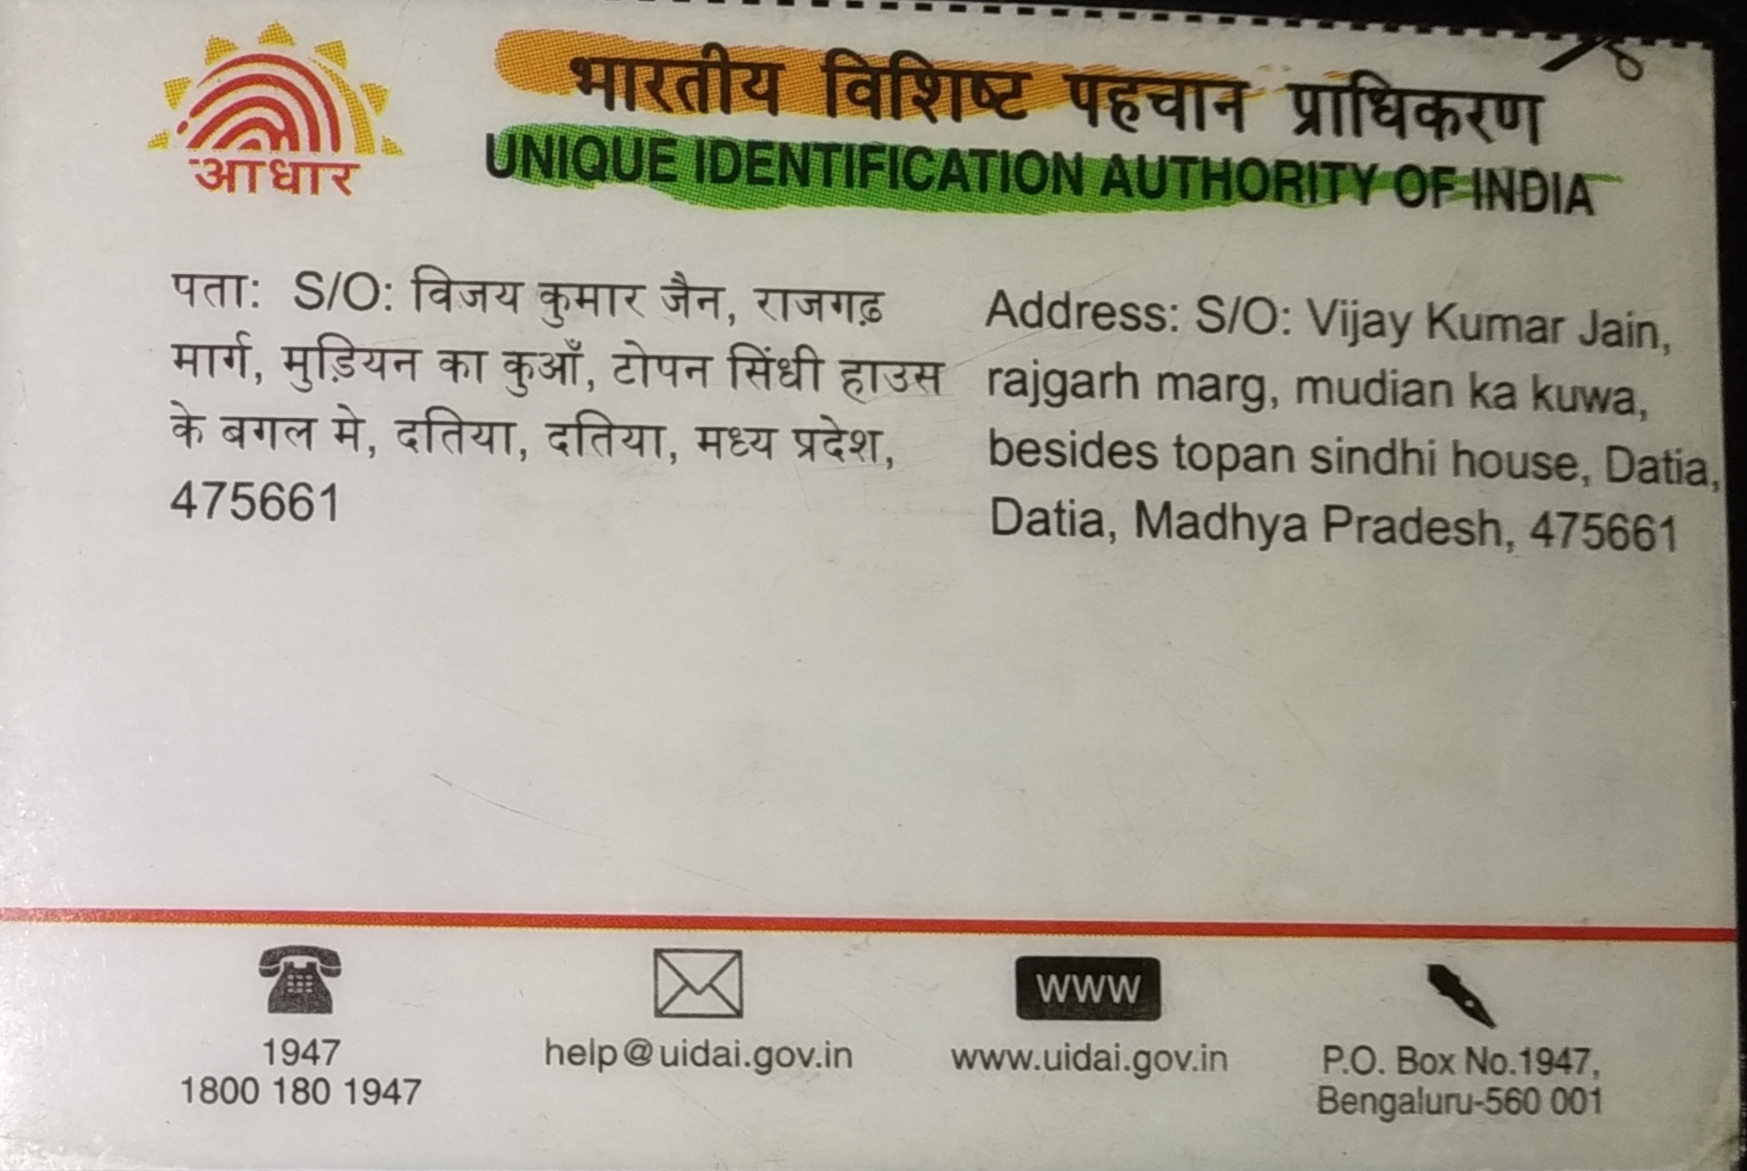 आधार
भारतीय विशिष्ट पहचान प्राधिकरण
UNIQUE IDENTIFICATION AUTHORITY OF INDIA
पता: S/O: विजय कुमार जैन, राजगढ़
मार्ग, मुड़ियन का कुआँ, टोपन सिंधी हाउस
के बगल मे, दतिया, दतिया, मध्य प्रदेश,
475661
Address: S/O: Vijay Kumar Jain,
rajgarh marg, mudian ka kuwa,
besides topan sindhi house, Datia,
Datia, Madhya Pradesh, 475661
1947
1800 180 1947
help@uidai.gov.in
www
www.uidai.gov.in
P.O. Box No.1947,
Bengaluru-560 001